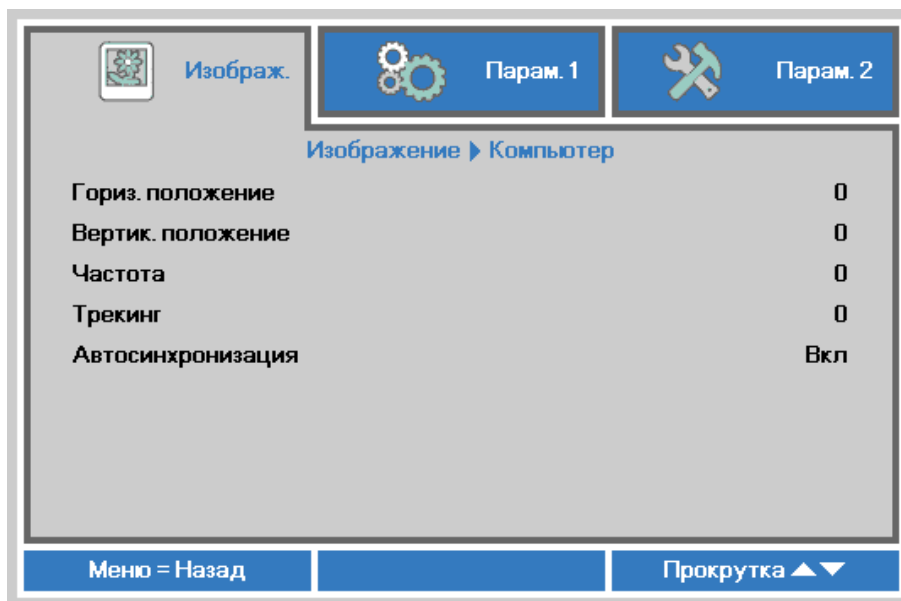 Изображ. Парам. 1 Парам. 2
Изображение ▶ Компьютер
Гориз. положение 0
Вертик. положение 0
Частота 0
Трекинг 0
Автосинхронизация Вкл
Меню = Назад Прокрутка ▲▼